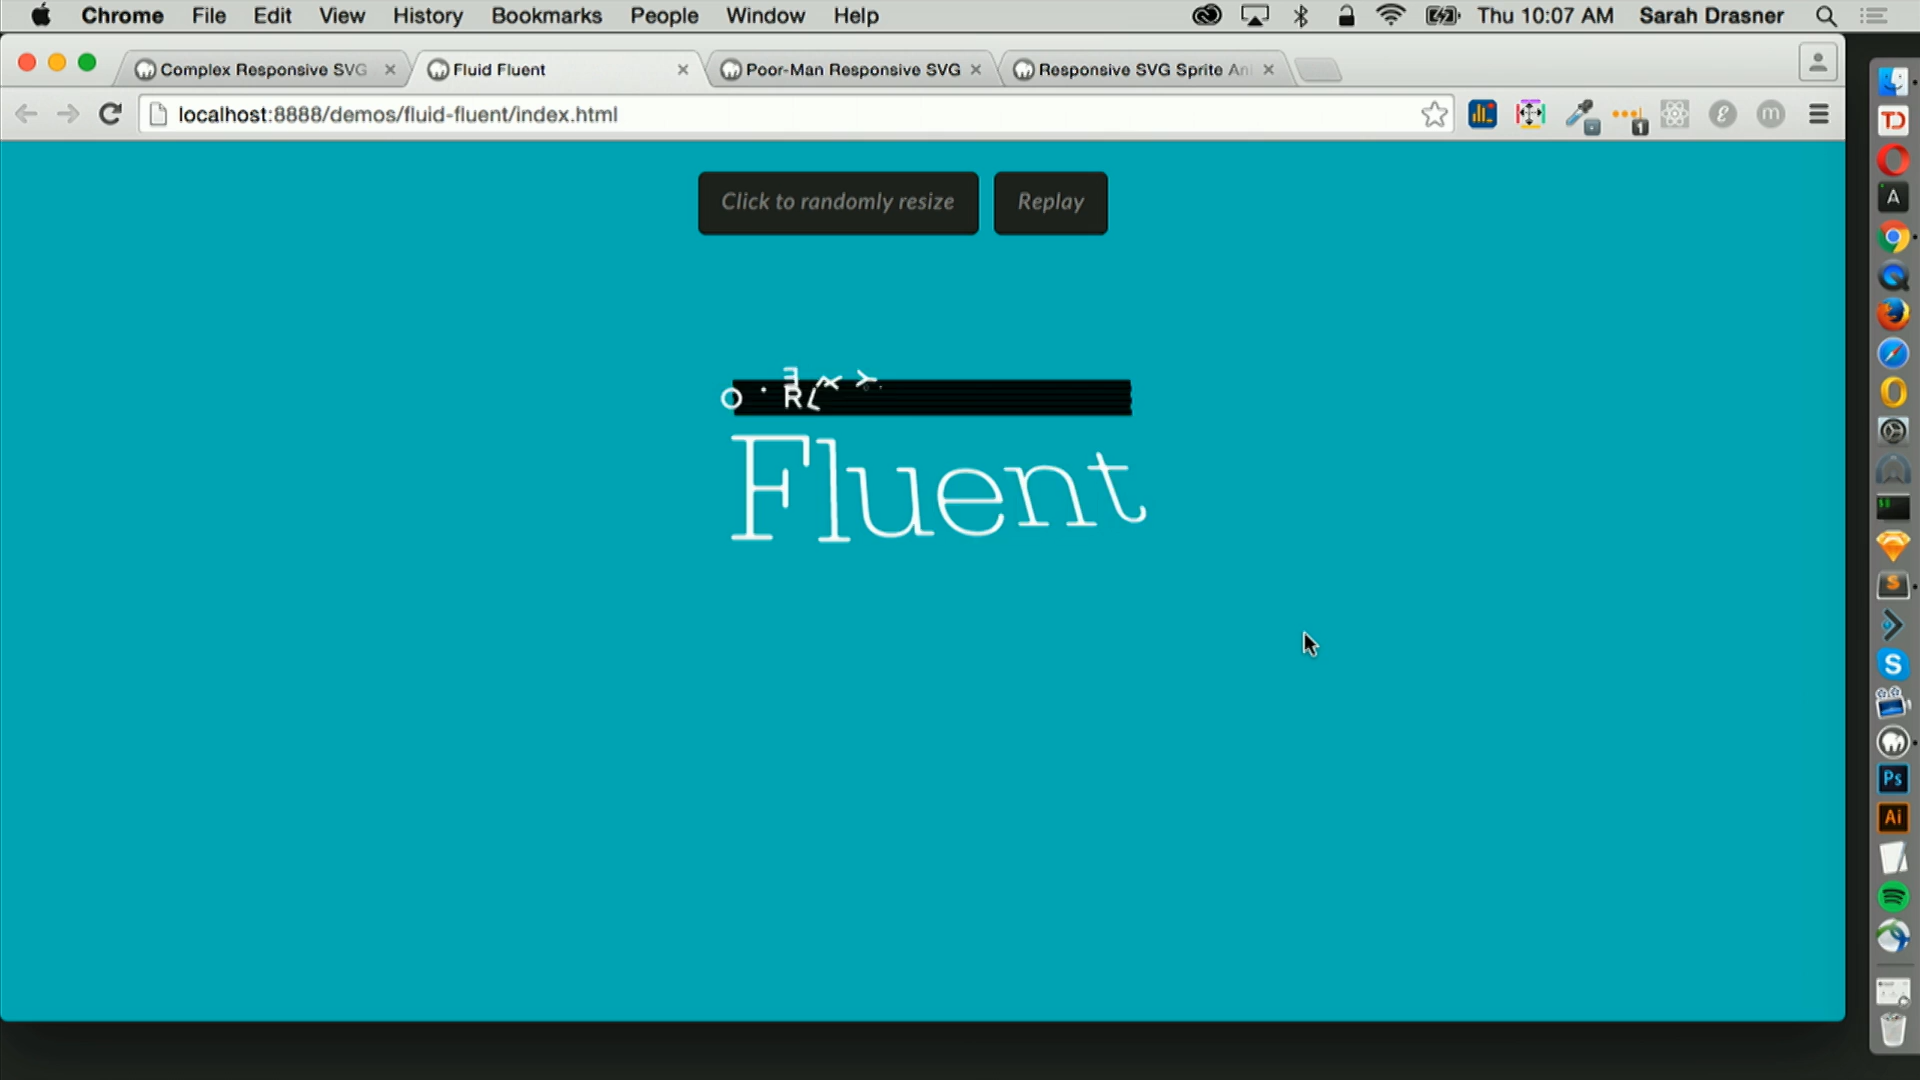 Chrome File Edit View History Bookmarks People Window Help Thu 10:07 AM Sarah Drasner
Complex Responsive SVG Fluid Fluent Poor-Man Responsive SVG Responsive SVG Sprite Ani
localhost:8888/demos/fluid-fluent/index.html
Click to randomly resize Replay
Fluent